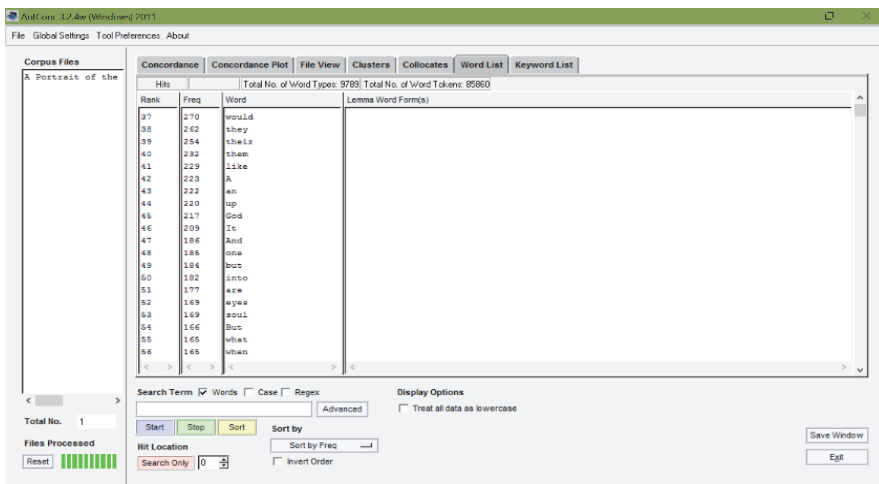 AntConc 3.2.4w (Windows) 2011
File Global Settings Tool Preferences About
Corpus Files
A Portrait of the
Concordance Concordance Plot File View Clusters Collocates Word List Keyword List
Hits Total No. of Word Types: 9789 Total No. of Word Tokens: 85860
Rank Freq Word Lemma Word Form(s)
37 270 would
38 262 they
39 254 their
40 232 them
41 229 like
42 223 A
43 222 an
44 220 up
45 217 God
46 209 It
47 186 And
48 185 one
49 184 but
50 182 into
51 177 are
52 169 eyes
53 169 soul
54 166 But
55 165 what
56 165 when
Search Term Words Case Regex
Advanced
Start Stop Sort
Hit Location
Search Only 0
Sort by
Sort by Freq
Invert Order
Display Options
Treat all data as lowercase
Total No. 1
Files Processed
Reset
Save Window
Exit